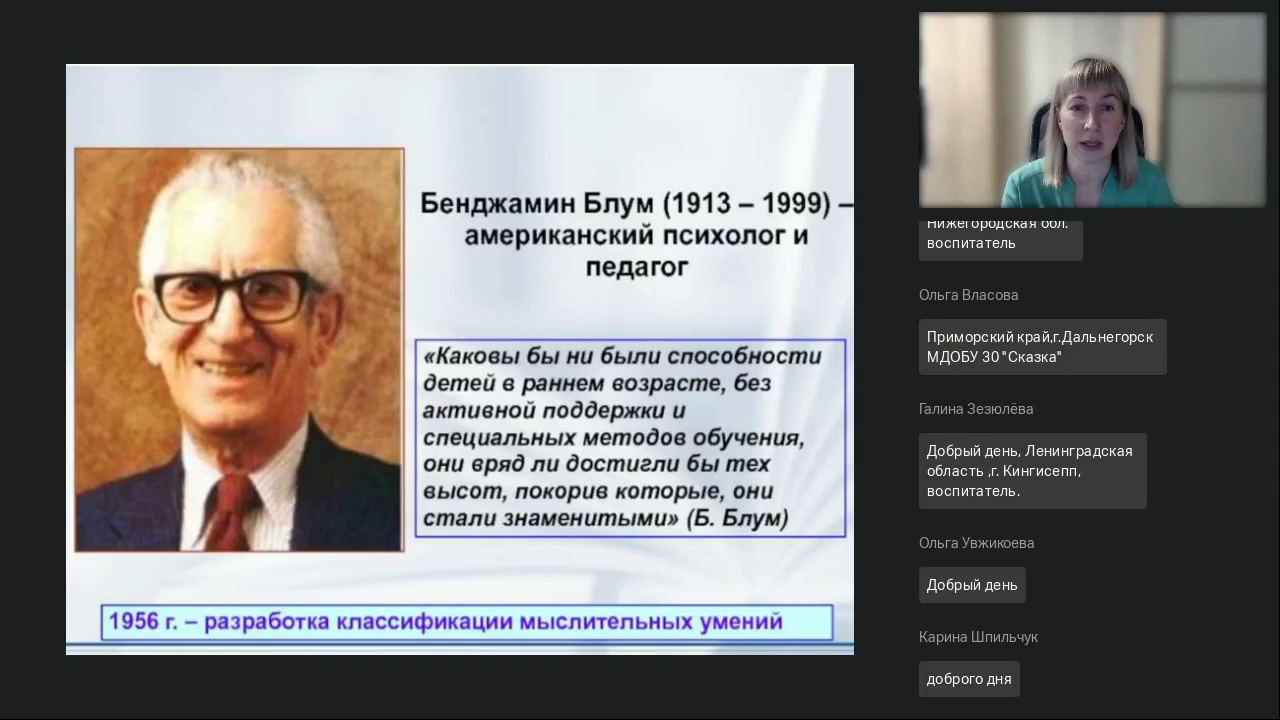 Бенджамин Блум (1913 – 1999) –
американский психолог и
педагог
«Каковы бы ни были способности
детей в раннем возрасте, без
активной поддержки и
специальных методов обучения,
они вряд ли достигли бы тех
высот, покорив которые, они
стали знаменитыми» (Б. Блум)
1956 г. – разработка классификации мыслительных умений
Нижегородская обл.
воспитатель
Ольга Власова
Приморский край,г.Дальнегорск
МДОБУ 30"Сказка"
Галина Зезюлёва
Добрый день, Ленинградская
область ,г. Кингисепп,
воспитатель.
Ольга Увжикоева
Добрый день
Карина Шпильчук
доброго дня